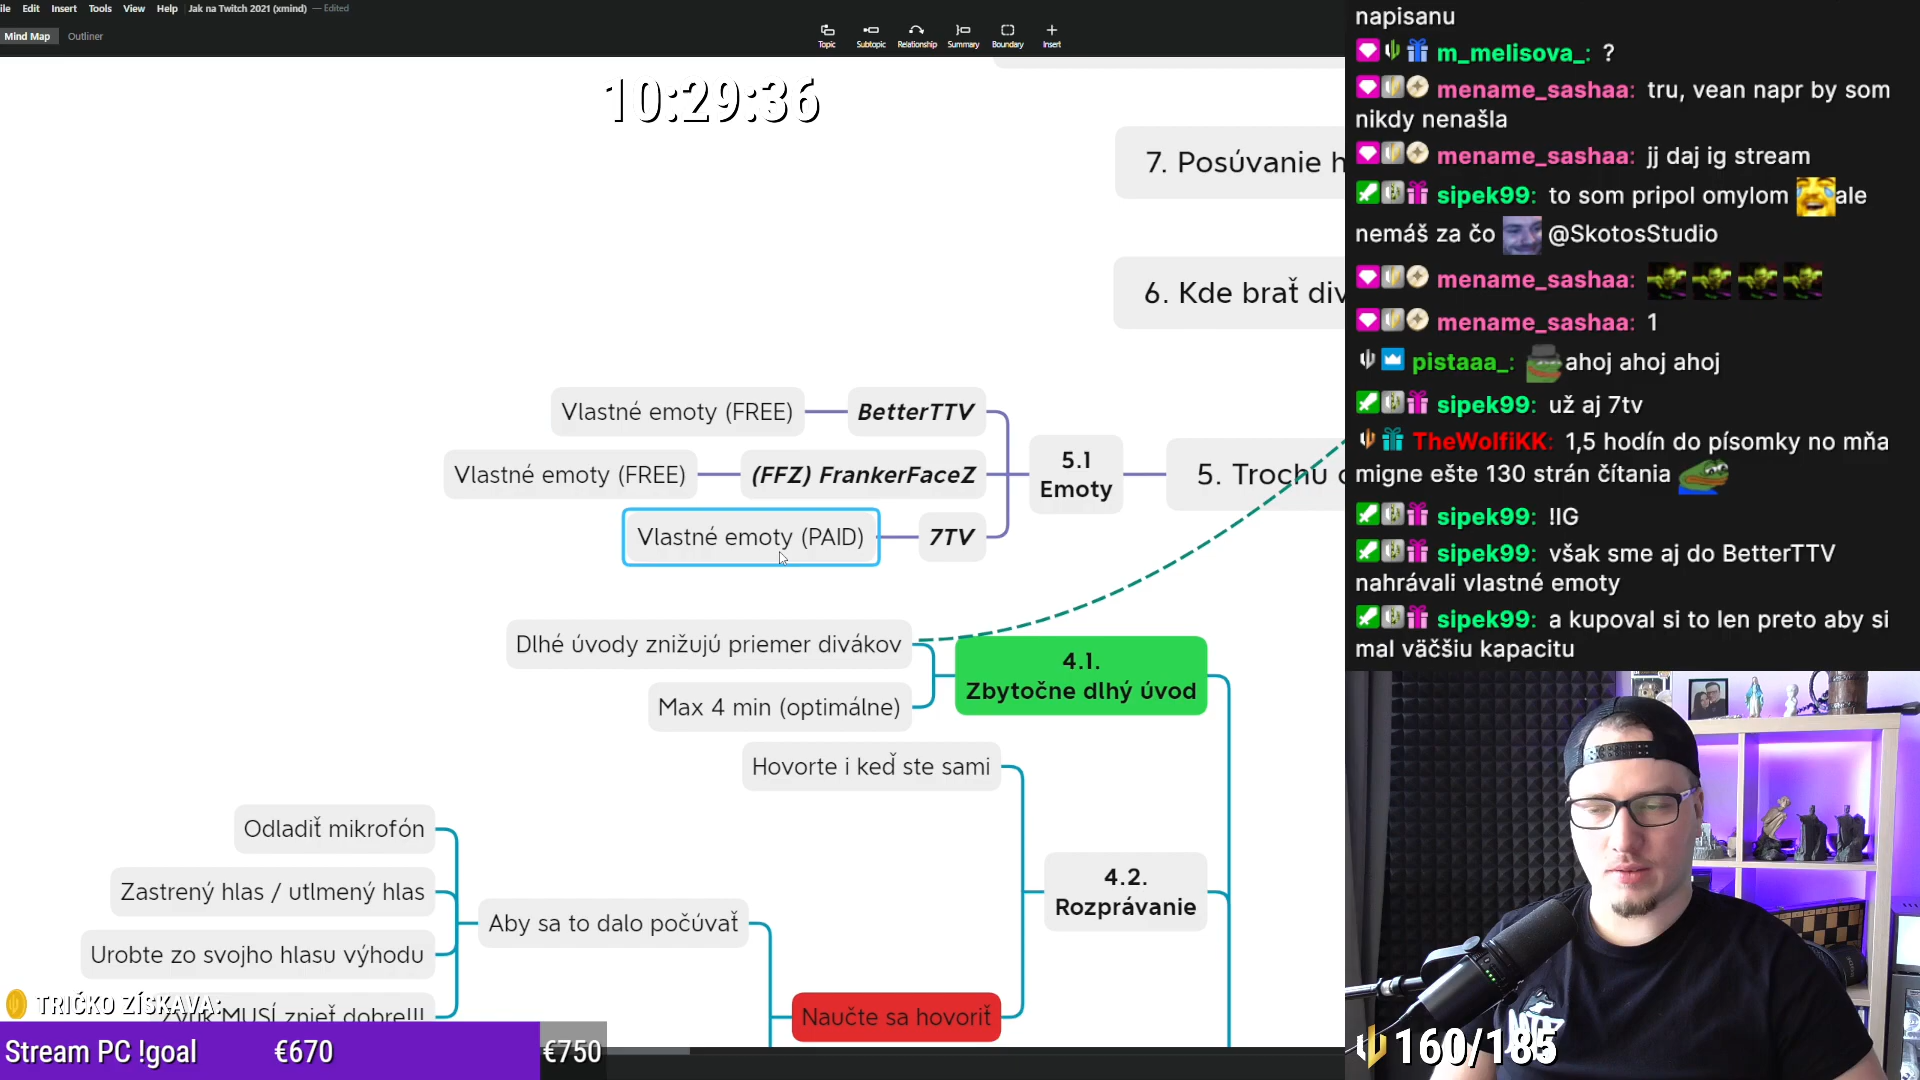 ile Edit Insert Tools View Help Jak na Twitch 2021 (xmind) — Edited
Mind Map Outliner
Topic Subtopic Relationship Summary Boundary Insert
10:29:36
7. Posúvanie h
6. Kde brať div
Vlastné emoty (FREE) BetterTTV
Vlastné emoty (FREE) (FFZ) FrankerFaceZ
Vlastné emoty (PAID) 7TV
5.1
Emoty
5. Trochu
Dlhé úvody znižujú priemer divákov
Max 4 min (optimálne)
4.1.
Zbytočne dlhý úvod
Hovorte i keď ste sami
4.2.
Rozprávanie
Odladiť mikrofón
Zastrený hlas / utlmený hlas
Urobte zo svojho hlasu výhodu
Zvuk MUSÍ znieť dobre!!!
Aby sa to dalo počúvať
Naučte sa hovoriť
TRIČKO ZÍSKAVA:
Stream PC !goal €670 €750
napisanu
m_melisova_: ?
mename_sashaa: tru, vean napr by som
nikdy nenašla
mename_sashaa: jj daj ig stream
sipek99: to som pripol omylom ale
nemáš za čo @SkotosStudio
mename_sashaa:
mename_sashaa: 1
pistaaa_: ahoj ahoj ahoj
sipek99: už aj 7tv
TheWolfiKK: 1,5 hodín do písomky no mňa
migne ešte 130 strán čítania
sipek99: !IG
sipek99: však sme aj do BetterTTV
nahrávali vlastné emoty
sipek99: a kupoval si to len preto aby si
mal väčšiu kapacitu
160/185